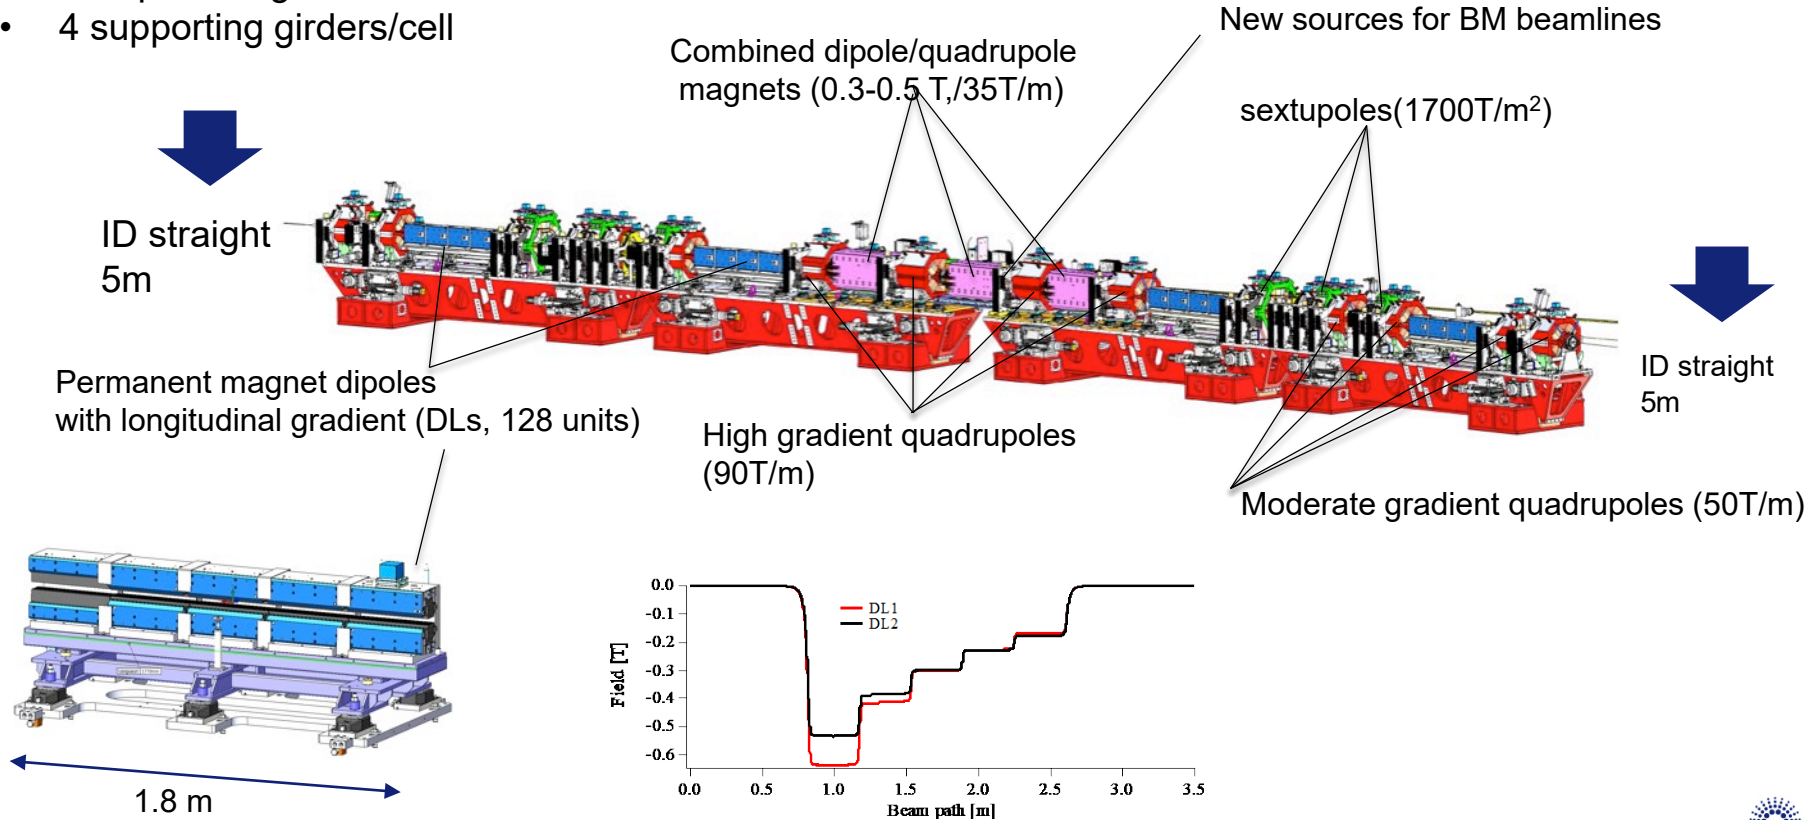 • 4 supporting girders/cell
New sources for BM beamlines
Combined dipole/quadrupole
magnets (0.3-0.5 T,/35T/m)
sextupoles(1700T/m²)
ID straight
5m
ID straight
5m
Permanent magnet dipoles
with longitudinal gradient (DLs, 128 units)
High gradient quadrupoles
(90T/m)
Moderate gradient quadrupoles (50T/m)
1.8 m
0.0
-0.1
-0.2
-0.3
-0.4
-0.5
-0.6
Field [T]
DL1
DL2
0.0 0.5 1.0 1.5 2.0 2.5 3.0 3.5
Beam path [m]